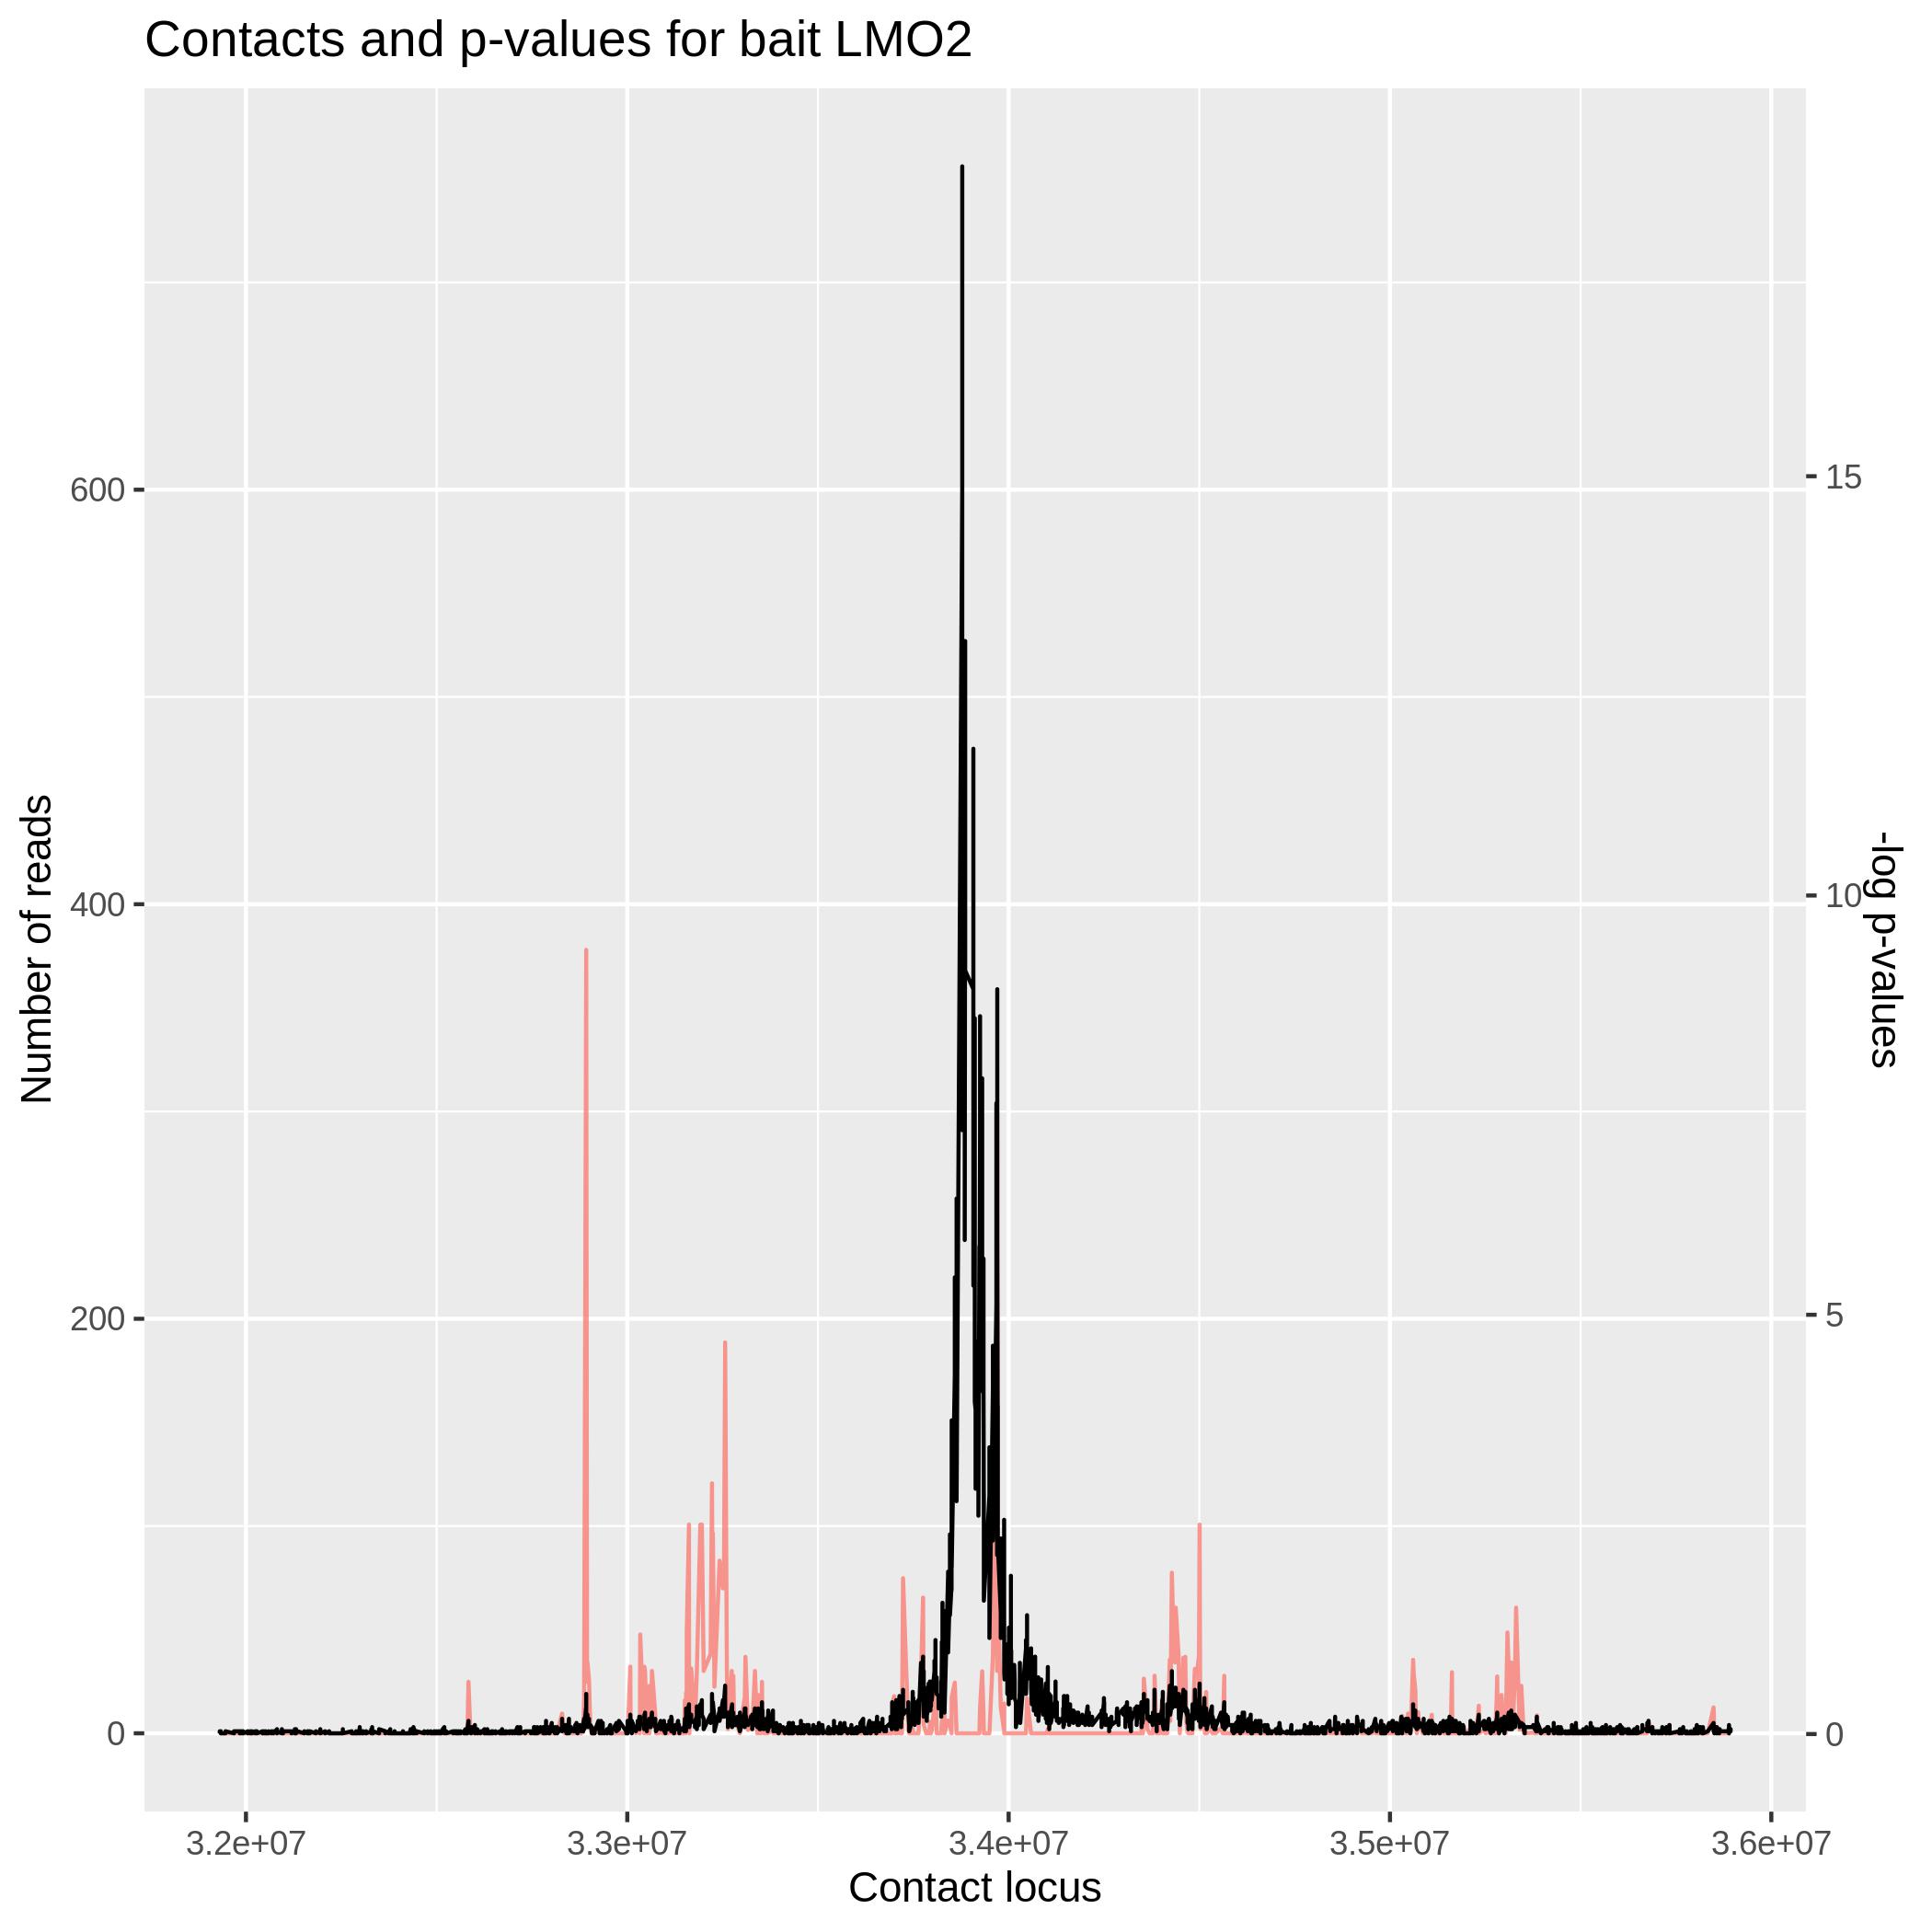 Contacts and p-values for bait LMO2
Number of reads
600
400
200
0
15
10
5
0
-log p-values
3.2e+07
3.3e+07
3.4e+07
3.5e+07
3.6e+07
Contact locus